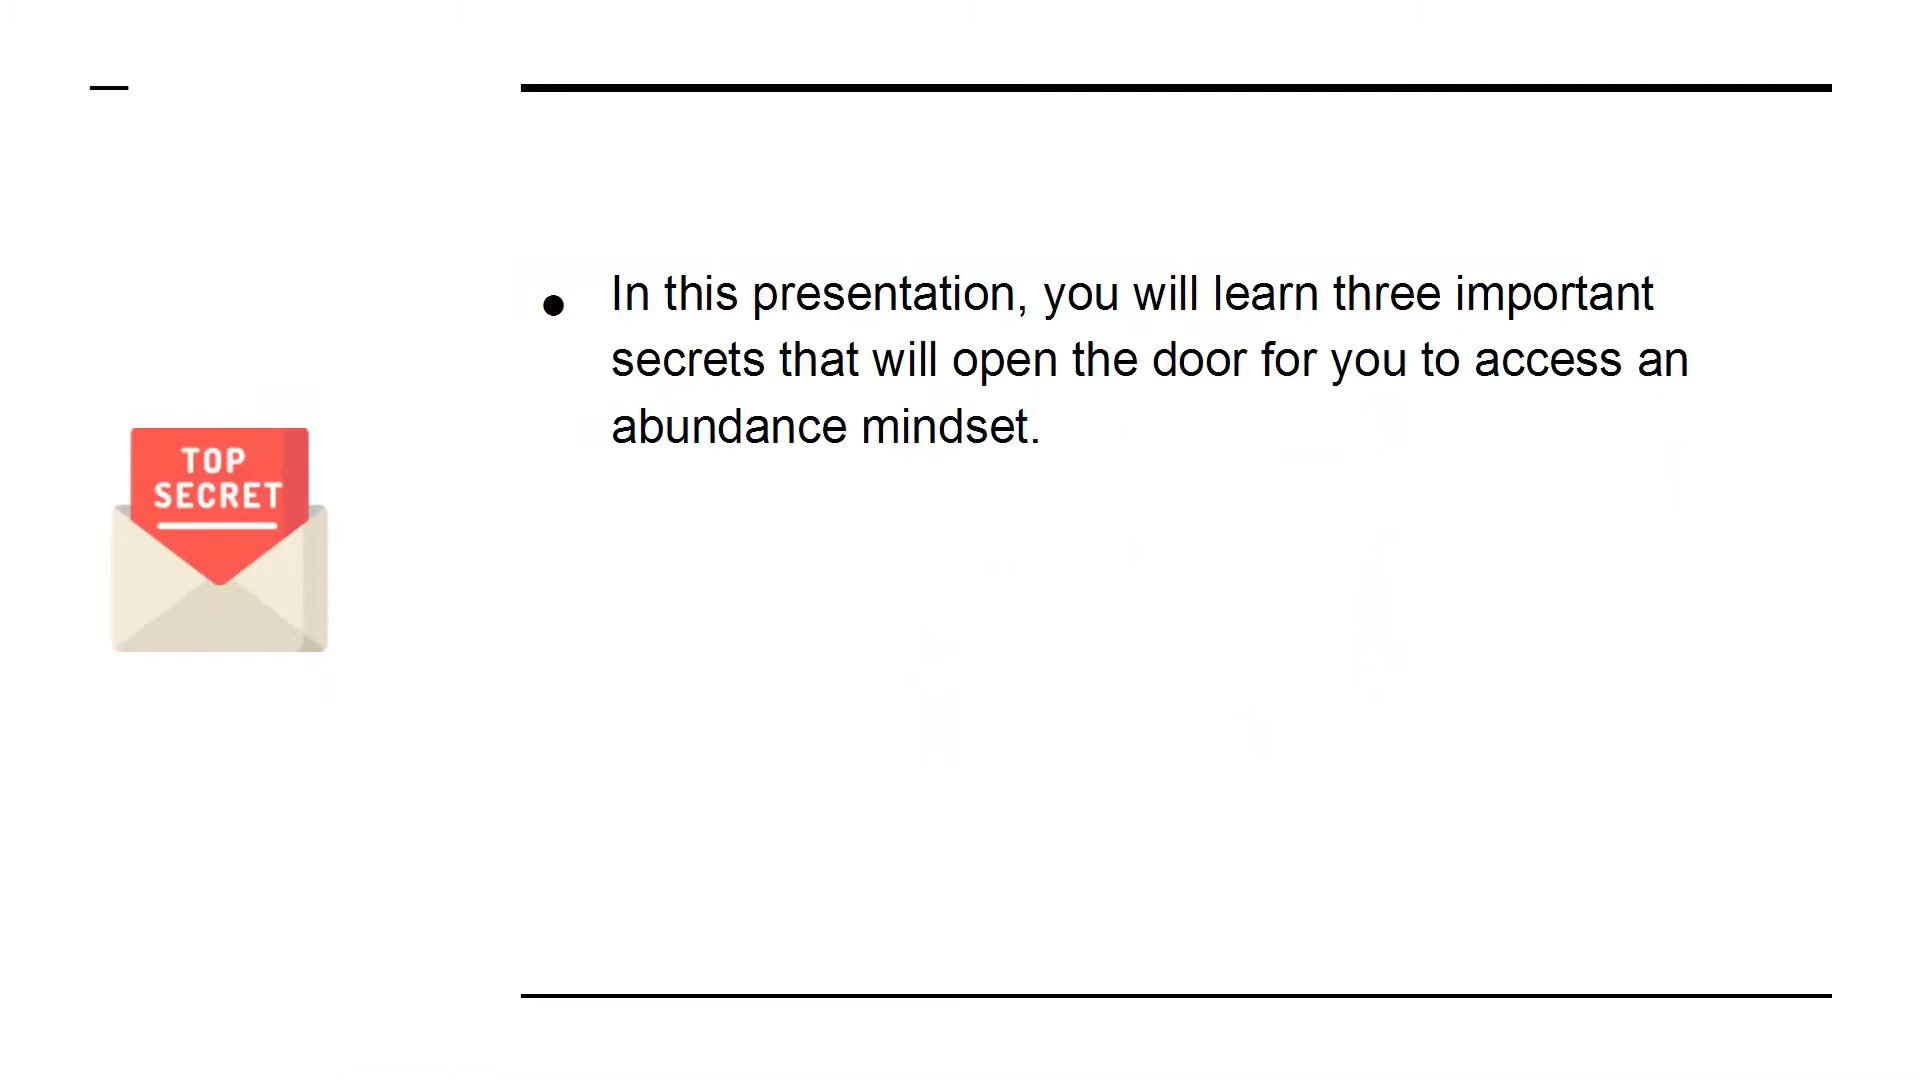 TOP
SECRET
● In this presentation, you will learn three important
secrets that will open the door for you to access an
abundance mindset.